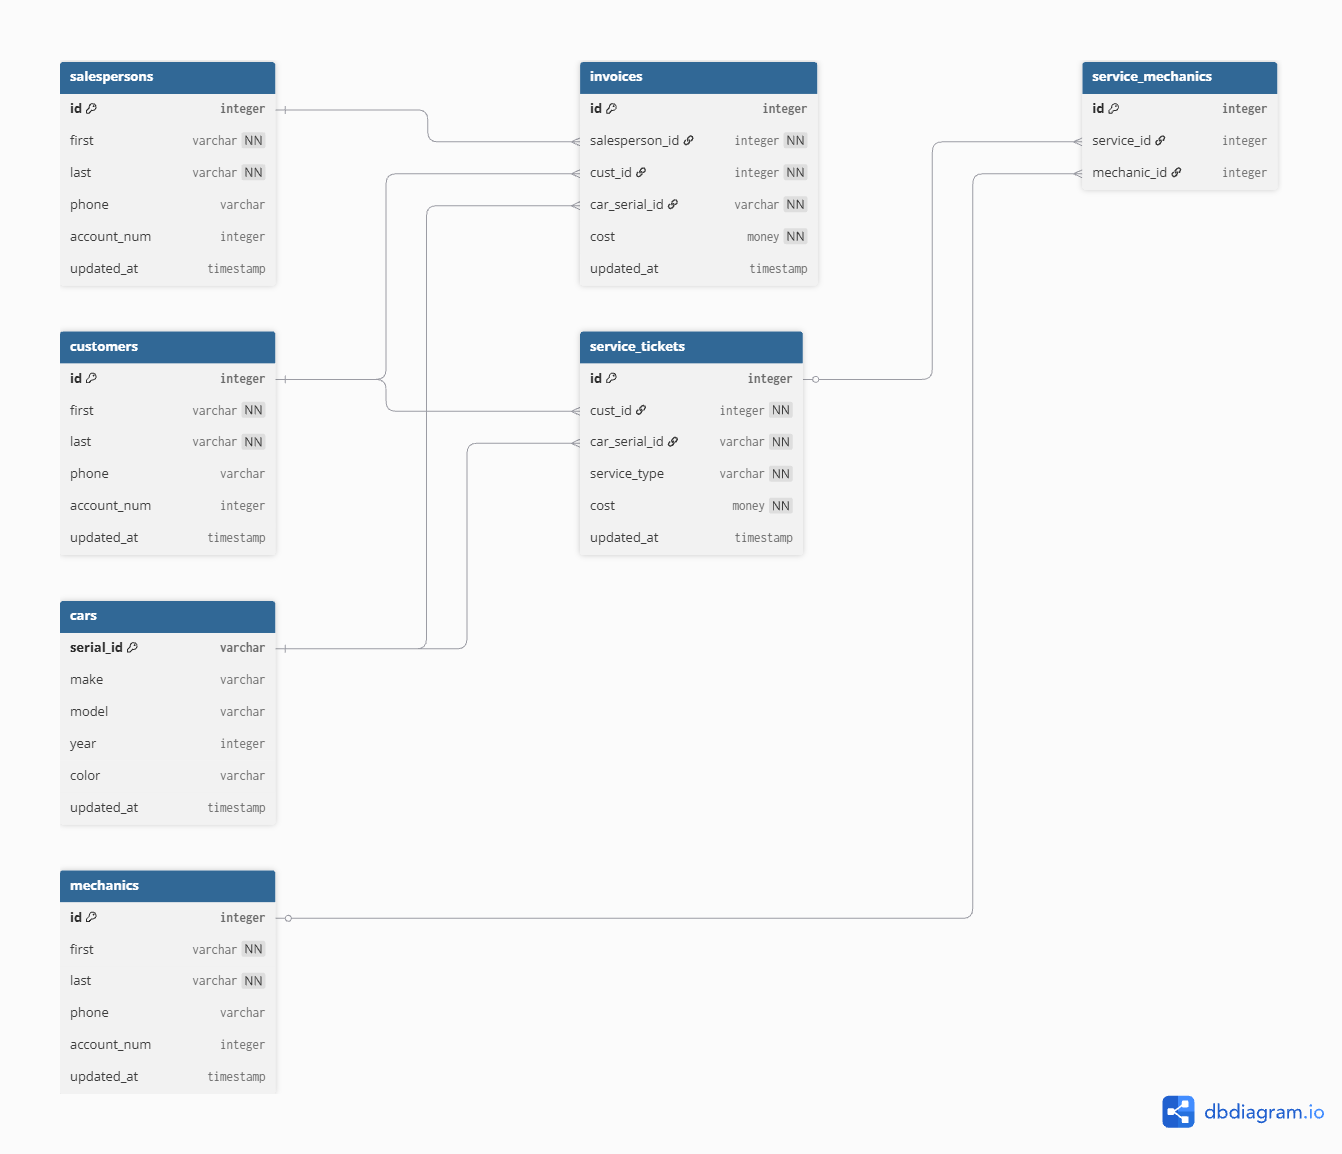 salespersons
id integer
first varchar NN
last varchar NN
phone varchar
account_num integer
updated_at timestamp
invoices
id integer
salesperson_id integer NN
cust_id integer NN
car_serial_id varchar NN
cost money NN
updated_at timestamp
service_mechanics
id integer
service_id integer
mechanic_id integer
customers
id integer
first varchar NN
last varchar NN
phone varchar
account_num integer
updated_at timestamp
service_tickets
id integer
cust_id integer NN
car_serial_id varchar NN
service_type varchar NN
cost money NN
updated_at timestamp
cars
serial_id varchar
make varchar
model varchar
year integer
color varchar
updated_at timestamp
mechanics
id integer
first varchar NN
last varchar NN
phone varchar
account_num integer
updated_at timestamp
dbdiagram.io